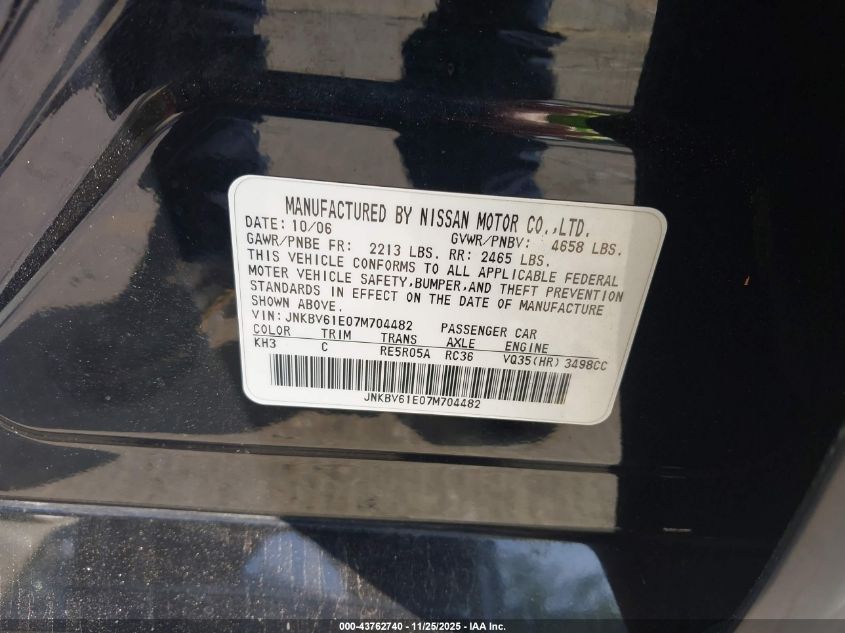 MANUFACTURED BY NISSAN MOTOR CO.,LTD.
DATE: 10/06 GVWR/PNBV: 4658 LBS.
GAWR/PNBE FR: 2213 LBS. RR: 2465 LBS.
THIS VEHICLE CONFORMS TO ALL APPLICABLE FEDERAL
MOTER VEHICLE SAFETY,BUMPER,AND THEFT PREVENTION
STANDARDS IN EFFECT ON THE DATE OF MANUFACTURE
SHOWN ABOVE.
VIN: JNKBV61E07M704482 PASSENGER CAR
COLOR TRIM TRANS AXLE ENGINE
KH3 C RE5R05A RC36 VQ35(HR) 3498CC
JNKBV61E07M704482
000-43762740 - 11/25/2025 - IAA Inc.